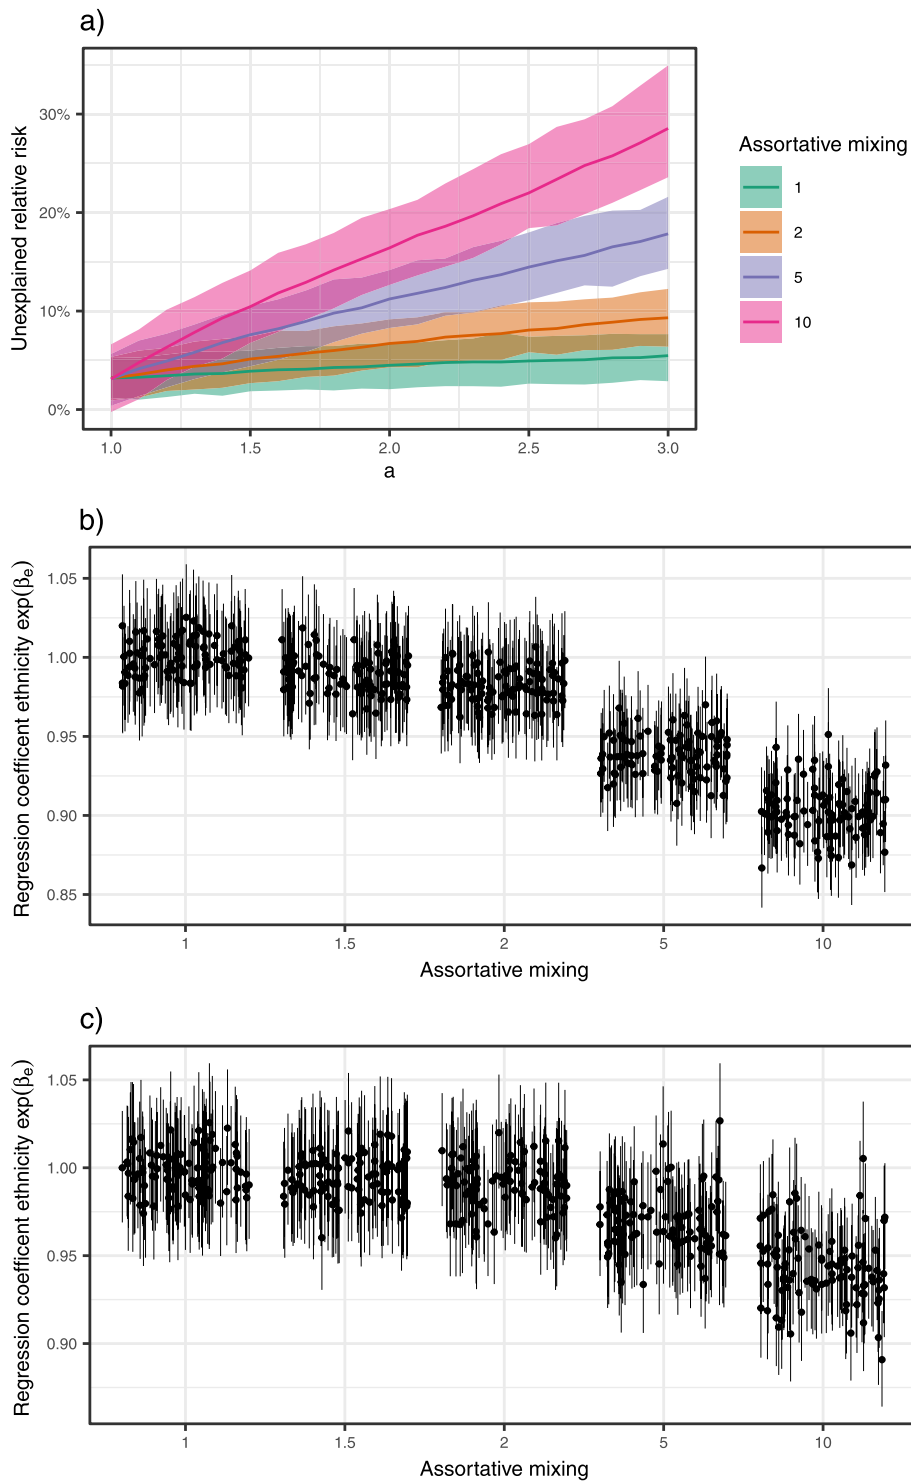 a)
Unexplained relative risk
30%
20%
10%
0%
1.0 1.5 2.0 2.5 3.0
a
Assortative mixing
1
2
5
10
b)
Regression coefficent ethnicity exp(βe)
1.05
1.00
0.95
0.90
0.85
1 1.5 2 5 10
Assortative mixing
c)
Regression coefficent ethnicity exp(βe)
1.05
1.00
0.95
0.90
1 1.5 2 5 10
Assortative mixing